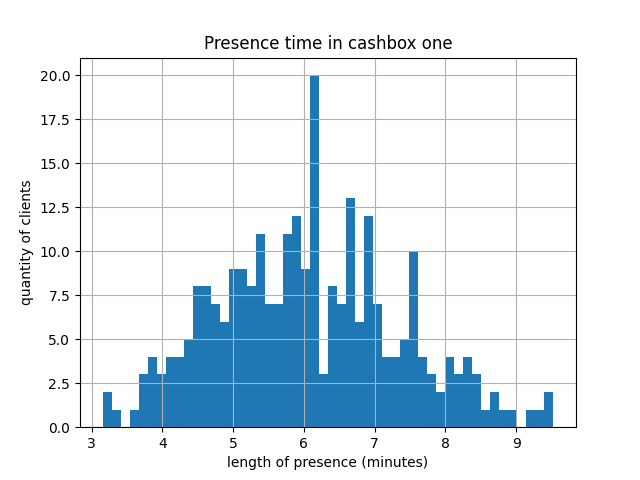 Presence time in cashbox one
20.0
17.5
15.0
12.5
10.0
7.5
5.0
2.5
0.0
quantity of clients
3 4 5 6 7 8 9
length of presence (minutes)